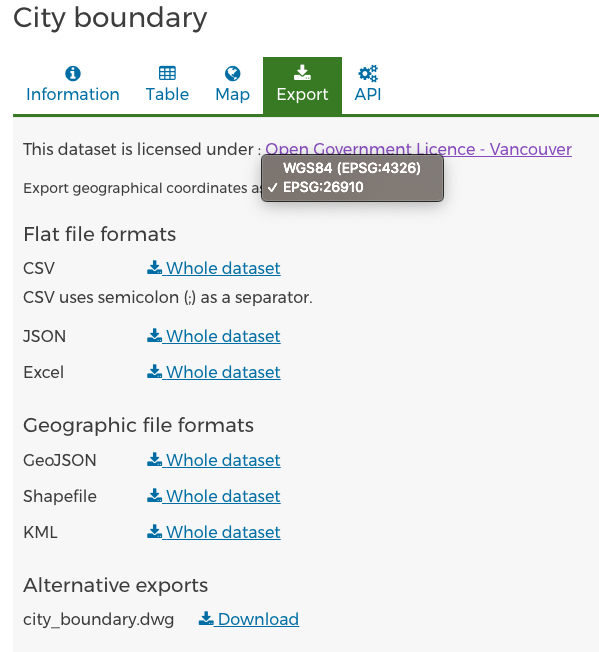 City boundary
Information Table Map Export API
This dataset is licensed under : Open Government Licence - Vancouver
WGS84 (EPSG:4326)
Export geographical coordinates as
✓ EPSG:26910
Flat file formats
CSV Whole dataset
CSV uses semicolon (;) as a separator.
JSON Whole dataset
Excel Whole dataset
Geographic file formats
GeoJSON Whole dataset
Shapefile Whole dataset
KML Whole dataset
Alternative exports
city_boundary.dwg Download